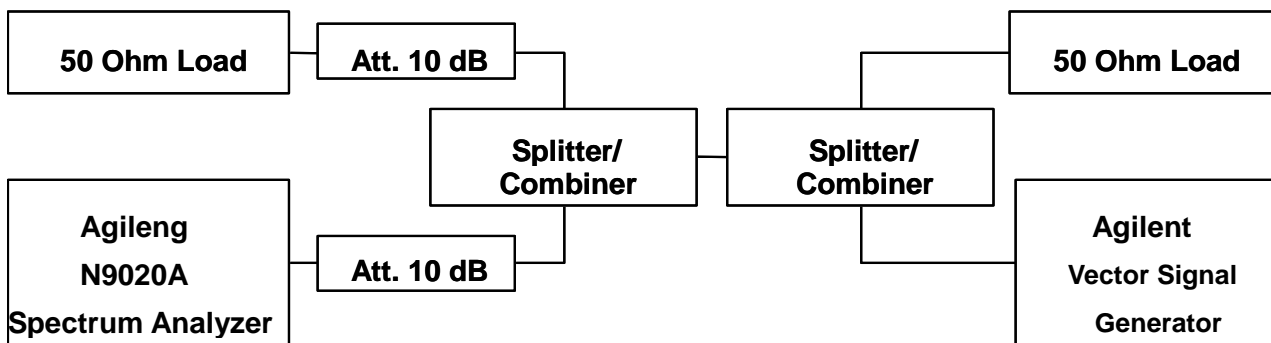 50 Ohm Load
Att. 10 dB
50 Ohm Load
Splitter/
Combiner
Splitter/
Combiner
Agileng
N9020A
Spectrum Analyzer
Att. 10 dB
Agilent
Vector Signal
Generator